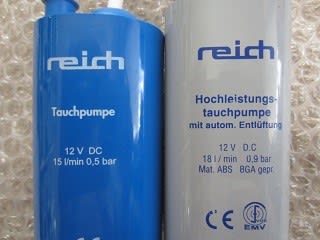 reich
Tauchpumpe
12 V DC
15 l/min 0,5 bar
reich
Hochleistungs-
tauchpumpe
mit autom. Entlüftung
12 V D.C
18 l / min 0,9 bar
Mat. ABS BGA gepr.
CE
EMV